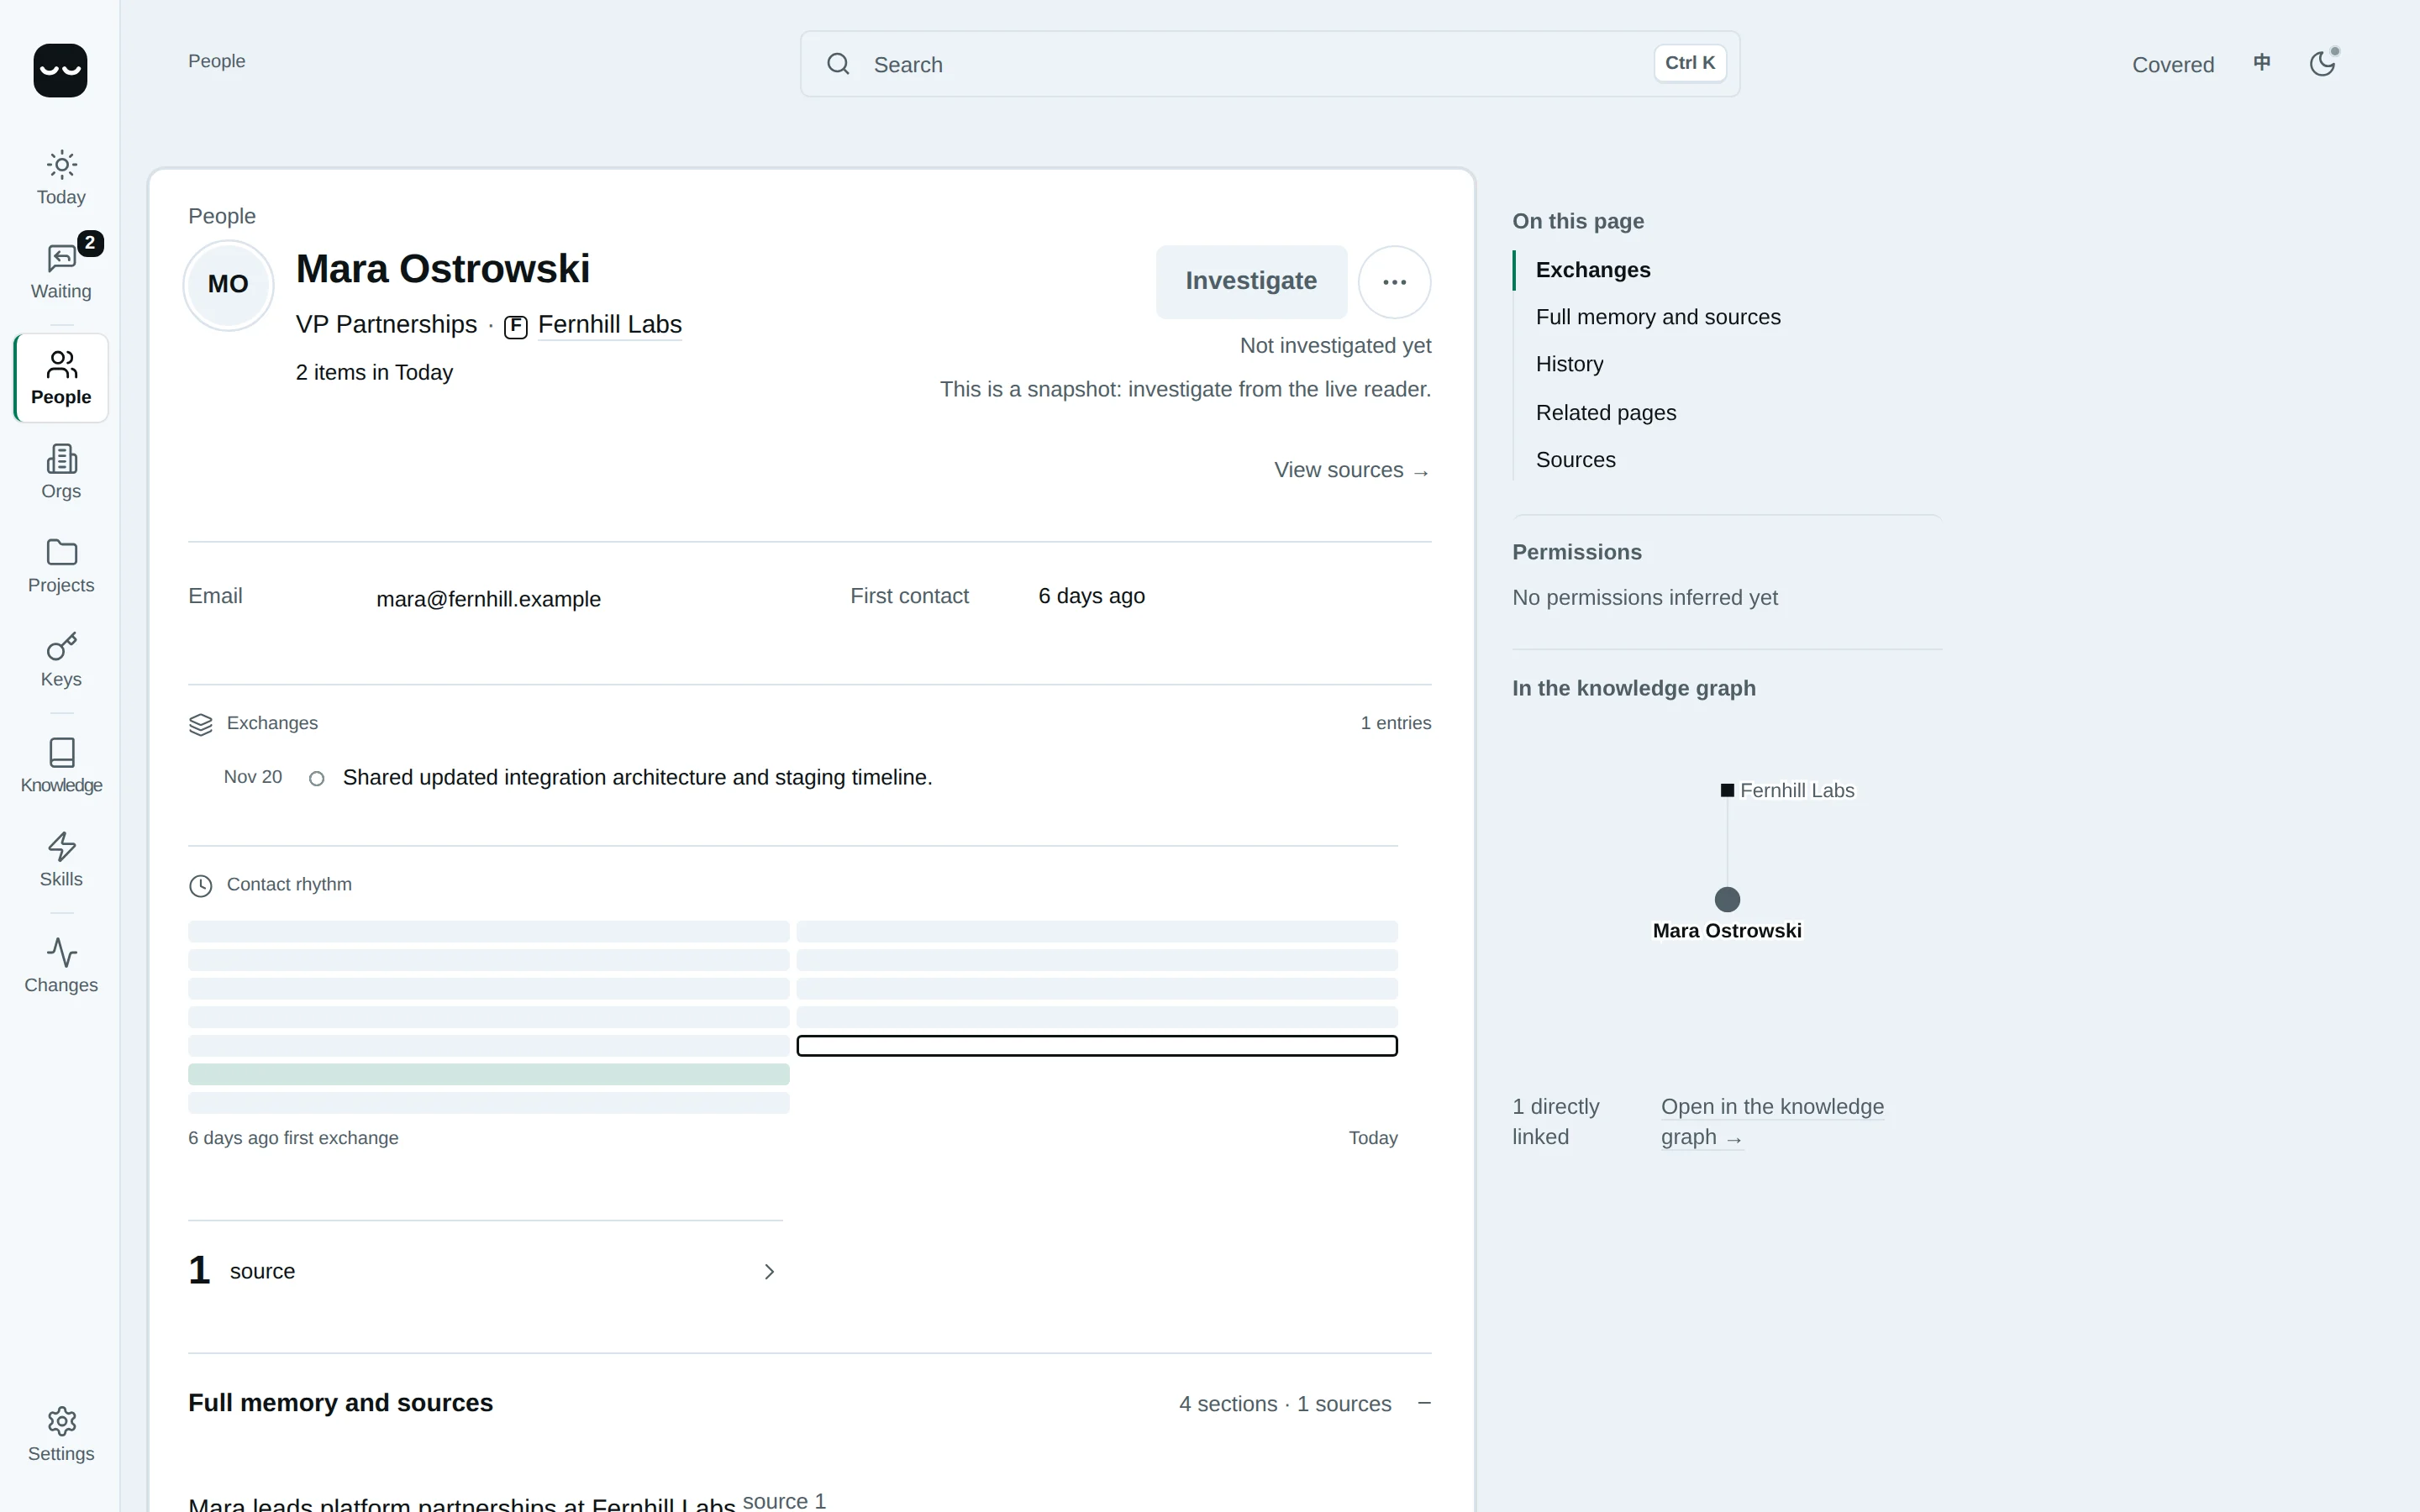 People
Search
Ctrl K
Covered
中
Today
2
Waiting
People
Orgs
Projects
Keys
Knowledge
Skills
Changes
Settings
People
MO
Mara Ostrowski
VP Partnerships · F Fernhill Labs
2 items in Today
Investigate
Not investigated yet
This is a snapshot: investigate from the live reader.
View sources →
Email
mara@fernhill.example
First contact
6 days ago
Exchanges
1 entries
Nov 20
Shared updated integration architecture and staging timeline.
Contact rhythm
6 days ago first exchange
Today
1 source
Full memory and sources
4 sections · 1 sources
Mara leads platform partnerships at Fernhill Labs source 1
On this page
Exchanges
Full memory and sources
History
Related pages
Sources
Permissions
No permissions inferred yet
In the knowledge graph
Fernhill Labs
Mara Ostrowski
1 directly
linked
Open in the knowledge
graph →